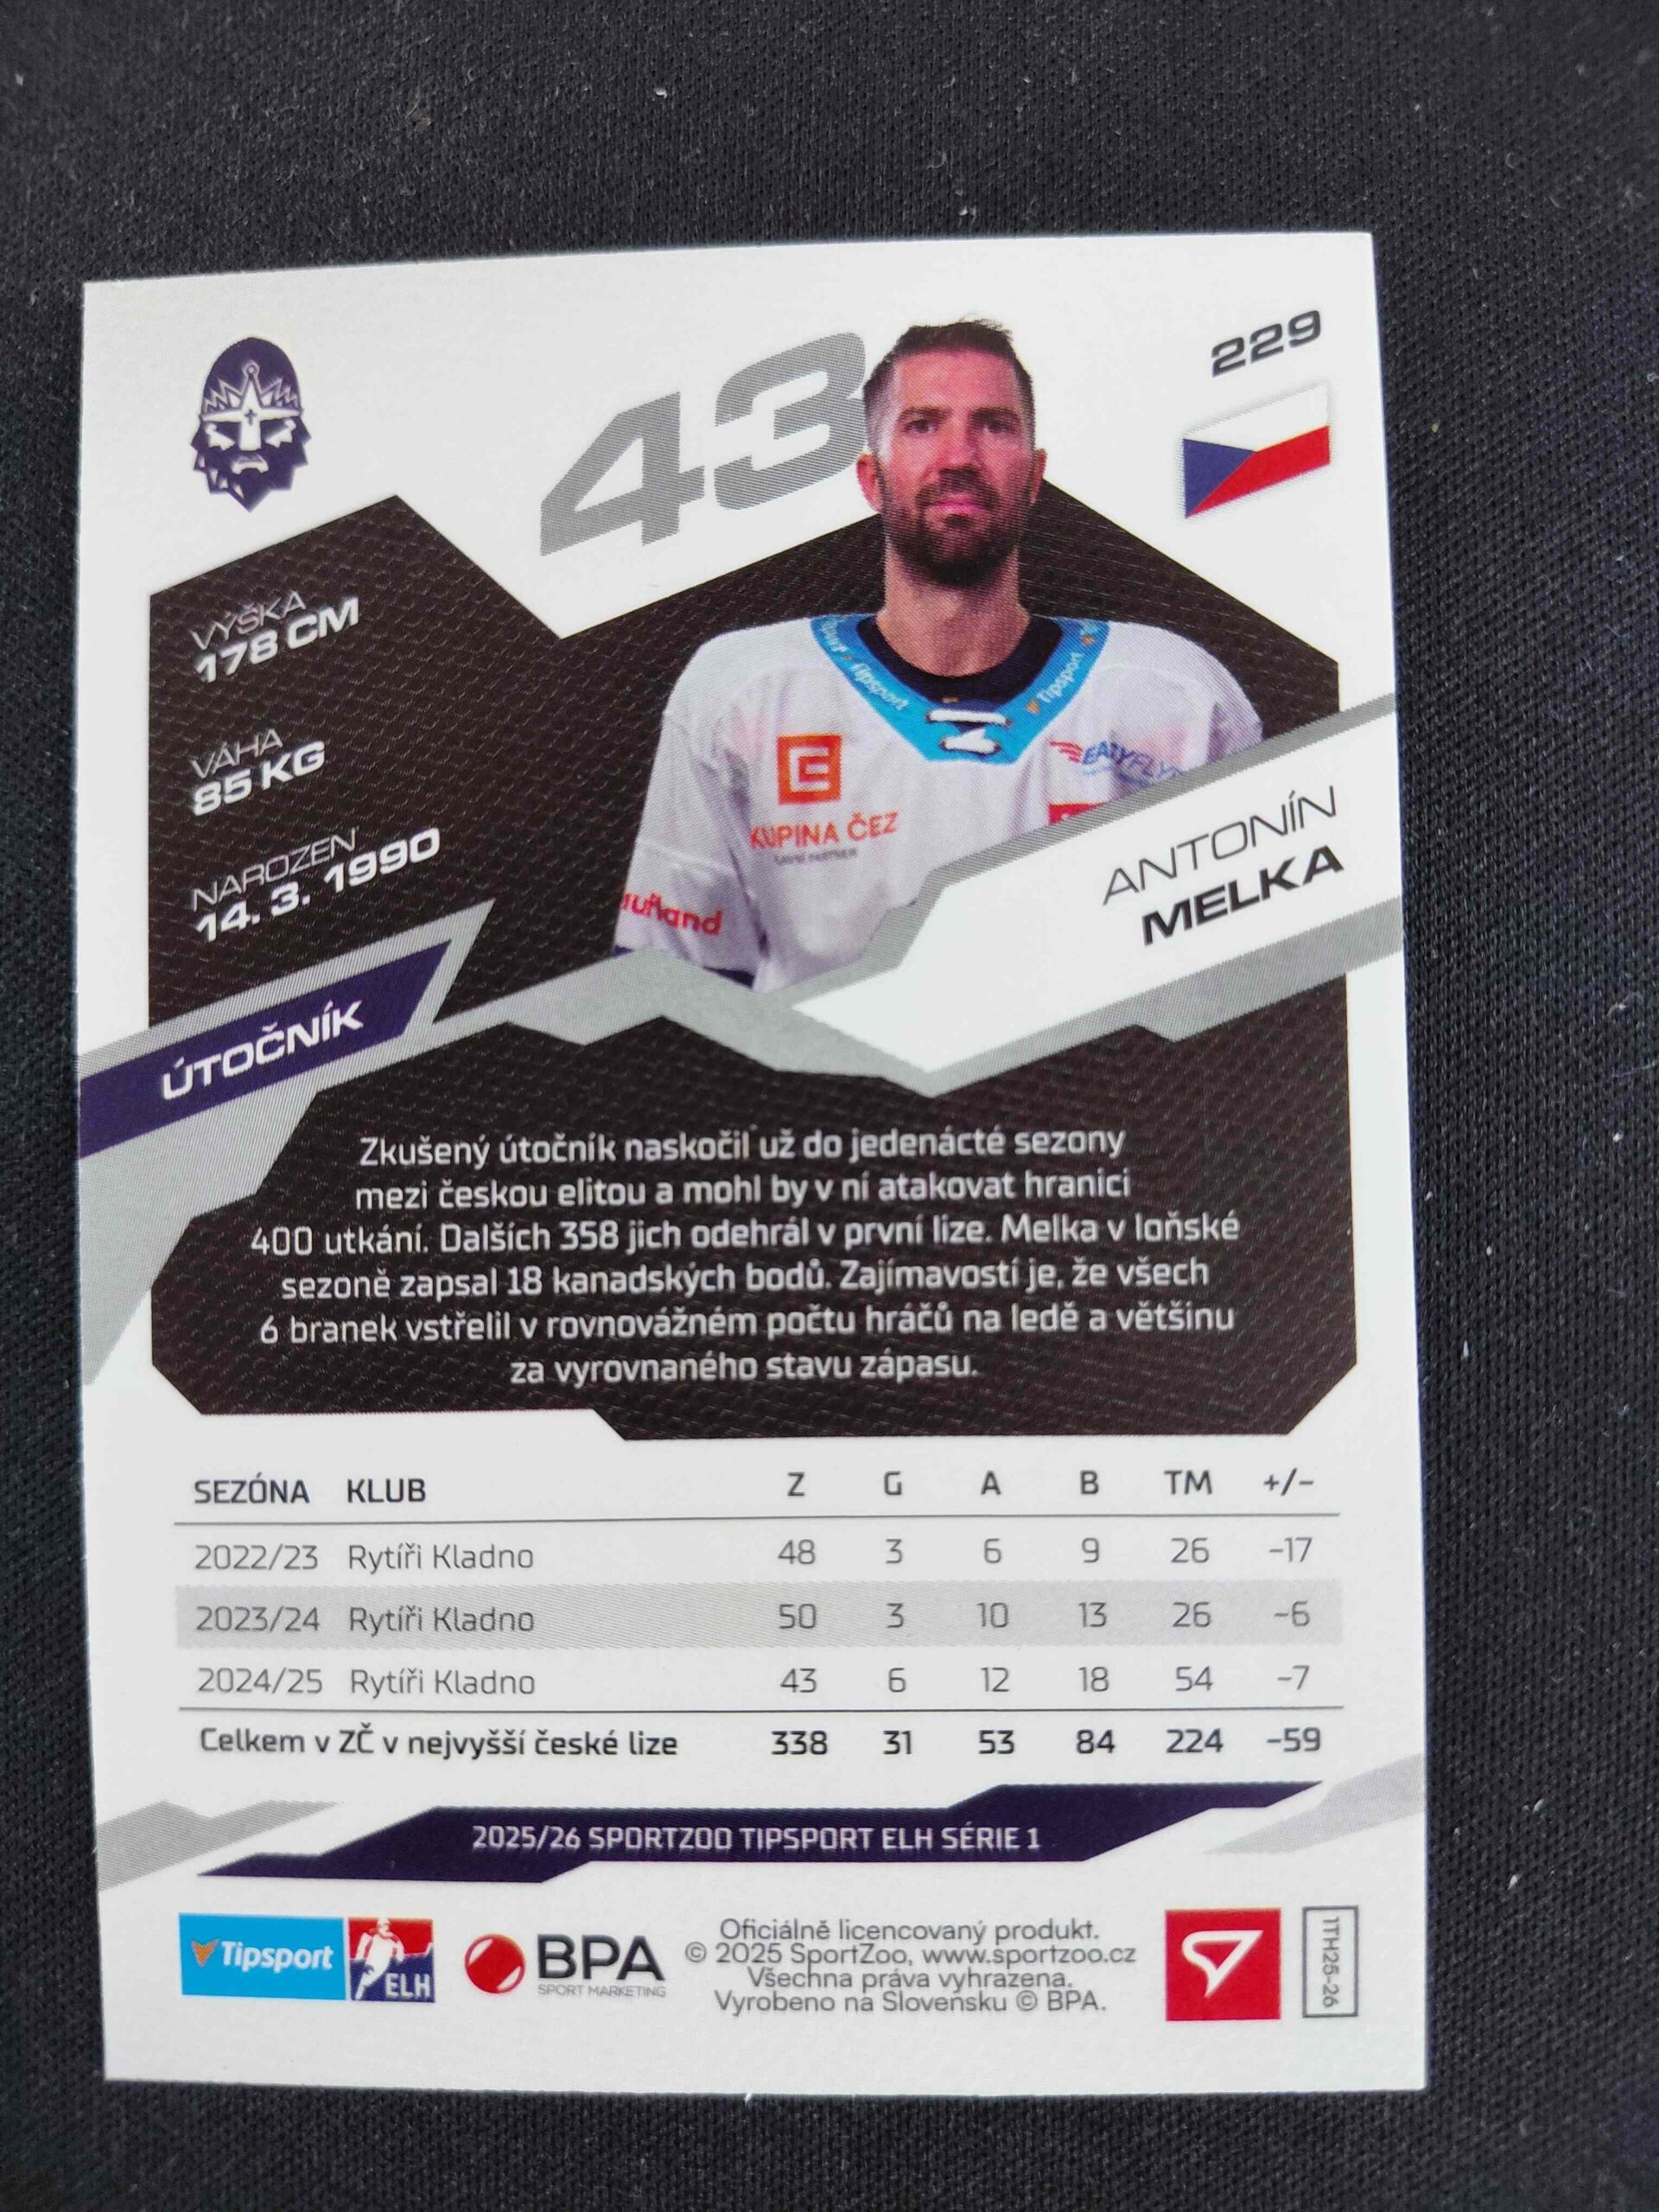 43
229
VÝŠKA
178 CM
VÁHA
85 KG
NAROZEN
14. 3. 1990
Tipsport
Tipsport
KUPINA ČEZ
EAZYFLY
ufland
ANTONÍN
MELKA
ÚTOČNÍK
Zkušený útočník naskočil už do jedenácté sezony
mezi českou elitou a mohl by v ní atakovat hranici
400 utkání. Dalších 358 jich odehrál v první lize. Melka v loňské
sezoně zapsal 18 kanadských bodů. Zajímavostí je, že všech
6 branek vstřelil v rovnovážném počtu hráčů na ledě a většinu
za vyrovnaného stavu zápasu.
SEZÓNA KLUB Z G A B TM +/-
2022/23 Rytíři Kladno 48 3 6 9 26 -17
2023/24 Rytíři Kladno 50 3 10 13 26 -6
2024/25 Rytíři Kladno 43 6 12 18 54 -7
Celkem v ZČ v nejvyšší české lize 338 31 53 84 224 -59
2025/26 SPORTZOO TIPSPORT ELH SÉRIE 1
Tipsport
ELH
BPA
SPORT MARKETING
Oficiálně licencovaný produkt.
© 2025 SportZoo, www.sportzoo.cz
Všechna práva vyhrazena.
Vyrobeno na Slovensku © BPA.
1TH25-26